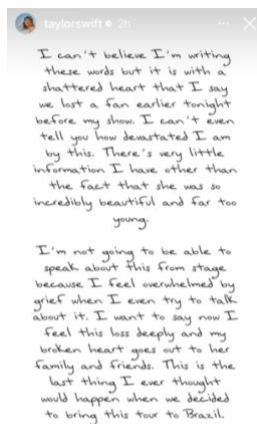 taylorswift 2h
I can't believe I'm writing
these words but it is with a
shattered heart that I say
we lost a fan earlier tonight
before my show. I can't even
tell you how devastated I am
by this. There's very little
information I have other than
the fact that she was so
incredibly beautiful and far too
young.
I'm not going to be able to
speak about this from stage
because I feel overwhelmed by
grief when I even try to talk
about it. I want to say now I
feel this loss deeply and my
broken heart goes out to her
family and friends. This is the
last thing I ever thought
would happen when we decided
to bring this tour to Brazil.